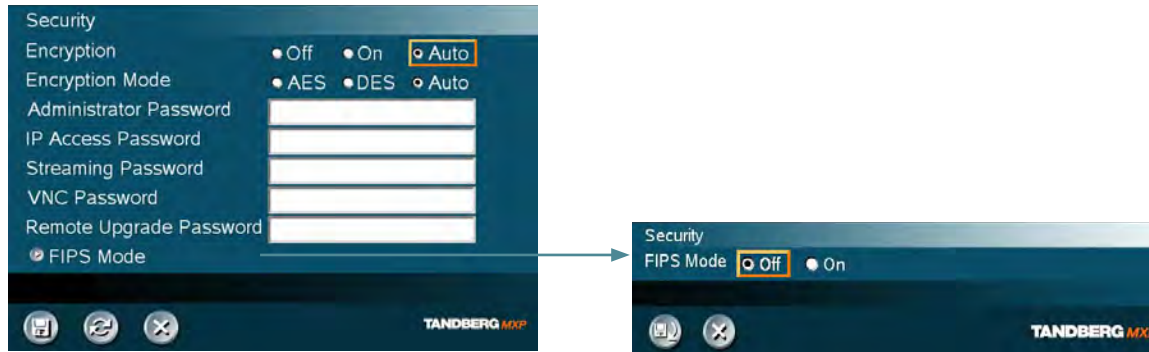 Security
Encryption Off On Auto
Encryption Mode AES DES Auto
Administrator Password
IP Access Password
Streaming Password
VNC Password
Remote Upgrade Password
FIPS Mode
TANDBERG MXP
Security
FIPS Mode Off On
TANDBERG MX